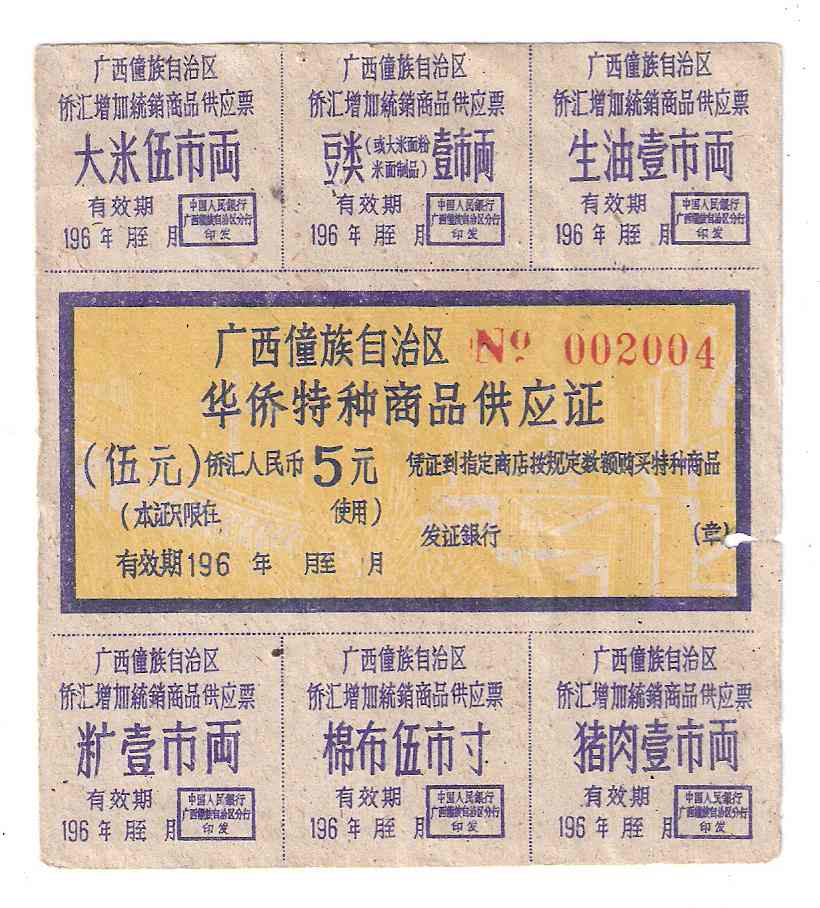 广西僮族自治区
侨汇增加統銷商品供应票
大米伍市両
有效期
196 年 月至 月
中国人民銀行
广西僮族自治区分行
印发
广西僮族自治区
侨汇增加統銷商品供应票
豆类(或大米面粉米面制品)壹市両
有效期
196 年 月至 月
中国人民銀行
广西僮族自治区分行
印发
广西僮族自治区
侨汇增加統銷商品供应票
生油壹市両
有效期
196 年 月至 月
中国人民銀行
广西僮族自治区分行
印发
广西僮族自治区 № 002004
华侨特种商品供应证
(伍元)侨汇人民币5元 凭证到指定商店按规定数额购买特种商品
(本证只限在 使用)
发证銀行 (章)
有效期196 年 月至 月
广西僮族自治区
侨汇增加統銷商品供应票
壹市両
有效期
196 年 月至 月
中国人民銀行
广西僮族自治区分行
印发
广西僮族自治区
侨汇增加統銷商品供应票
棉布伍市寸
有效期
196 年 月至 月
中国人民銀行
广西僮族自治区分行
印发
广西僮族自治区
侨汇增加統銷商品供应票
猪肉壹市両
有效期
196 年 月至 月
中国人民銀行
广西僮族自治区分行
印发